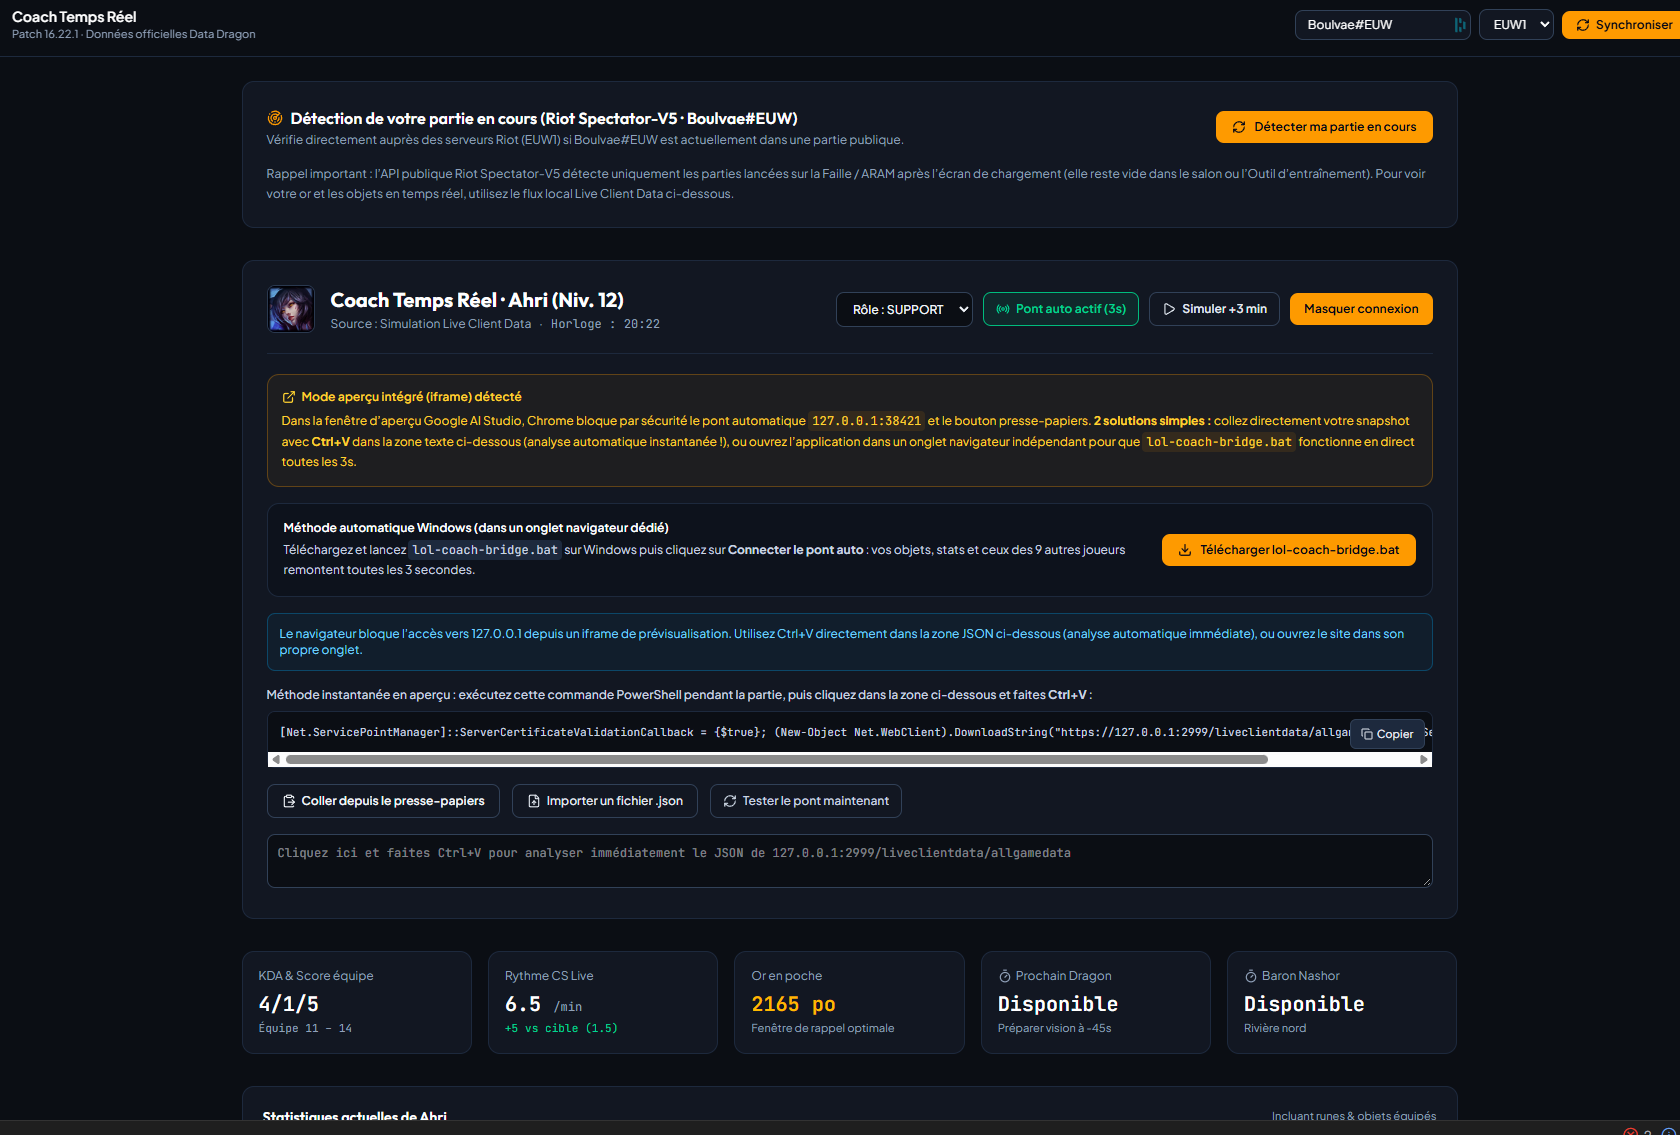 Coach Temps Réel
Patch 16.22.1 · Données officielles Data Dragon
Boulvae#EUW
EUW1
Synchroniser
Détection de votre partie en cours (Riot Spectator-V5 · Boulvae#EUW)
Vérifie directement auprès des serveurs Riot (EUW1) si Boulvae#EUW est actuellement dans une partie publique.
Détecter ma partie en cours
Rappel important : l'API publique Riot Spectator-V5 détecte uniquement les parties lancées sur la Faille / ARAM après l'écran de chargement (elle reste vide dans le salon ou l'Outil d'entraînement). Pour voir
votre or et les objets en temps réel, utilisez le flux local Live Client Data ci-dessous.
Coach Temps Réel · Ahri (Niv. 12)
Source : Simulation Live Client Data · Horloge : 20:22
Rôle : SUPPORT
Pont auto actif (3s)
Simuler +3 min
Masquer connexion
Mode aperçu intégré (iframe) détecté
Dans la fenêtre d'aperçu Google AI Studio, Chrome bloque par sécurité le pont automatique 127.0.0.1:38421 et le bouton presse-papiers. 2 solutions simples : collez directement votre snapshot
avec Ctrl+V dans la zone texte ci-dessous (analyse automatique instantanée !), ou ouvrez l'application dans un onglet navigateur indépendant pour que lol-coach-bridge.bat fonctionne en direct
toutes les 3s.
Méthode automatique Windows (dans un onglet navigateur dédié)
Téléchargez et lancez lol-coach-bridge.bat sur Windows puis cliquez sur Connecter le pont auto : vos objets, stats et ceux des 9 autres joueurs
remontent toutes les 3 secondes.
Télécharger lol-coach-bridge.bat
Le navigateur bloque l'accès vers 127.0.0.1 depuis un iframe de prévisualisation. Utilisez Ctrl+V directement dans la zone JSON ci-dessous (analyse automatique immédiate), ou ouvrez le site dans son
propre onglet.
Méthode instantanée en aperçu : exécutez cette commande PowerShell pendant la partie, puis cliquez dans la zone ci-dessous et faites Ctrl+V :
[Net.ServicePointManager]::ServerCertificateValidationCallback = {$true}; (New-Object Net.WebClient).DownloadString("https://127.0.0.1:2999/liveclientdata/allga
Copier
Coller depuis le presse-papiers
Importer un fichier .json
Tester le pont maintenant
Cliquez ici et faites Ctrl+V pour analyser immédiatement le JSON de 127.0.0.1:2999/liveclientdata/allgamedata
KDA & Score équipe
4/1/5
Équipe 11 - 14
Rythme CS Live
6.5 /min
+5 vs cible (1.5)
Or en poche
2165 po
Fenêtre de rappel optimale
Prochain Dragon
Disponible
Préparer vision à -45s
Baron Nashor
Disponible
Rivière nord
Statistiques actuelles de Ahri
Incluant runes & objets équipés